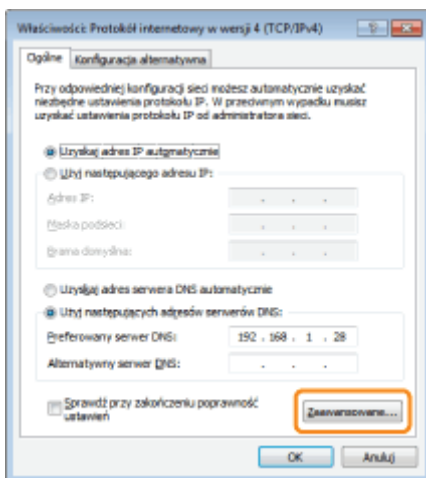 Właściwości: Protokół internetowy w wersji 4 (TCP/IPv4)
Ogólne Konfiguracja alternatywna
Przy odpowiedniej konfiguracji sieci możesz automatycznie uzyskać
niezbędne ustawienia protokołu IP. W przeciwnym wypadku musisz
uzyskać ustawienia protokołu IP od administratora sieci.
Uzyskaj adres IP automatycznie
Użyj następującego adresu IP:
Adres IP:
Maska podsieci:
Brama domyślna:
Uzyskaj adres serwera DNS automatycznie
Użyj następujących adresów serwerów DNS:
Preferowany serwer DNS: 192 . 168 . 1 . 28
Alternatywny serwer DNS:
Sprawdź przy zakończeniu poprawność
ustawień
Zaawansowane...
OK Anuluj